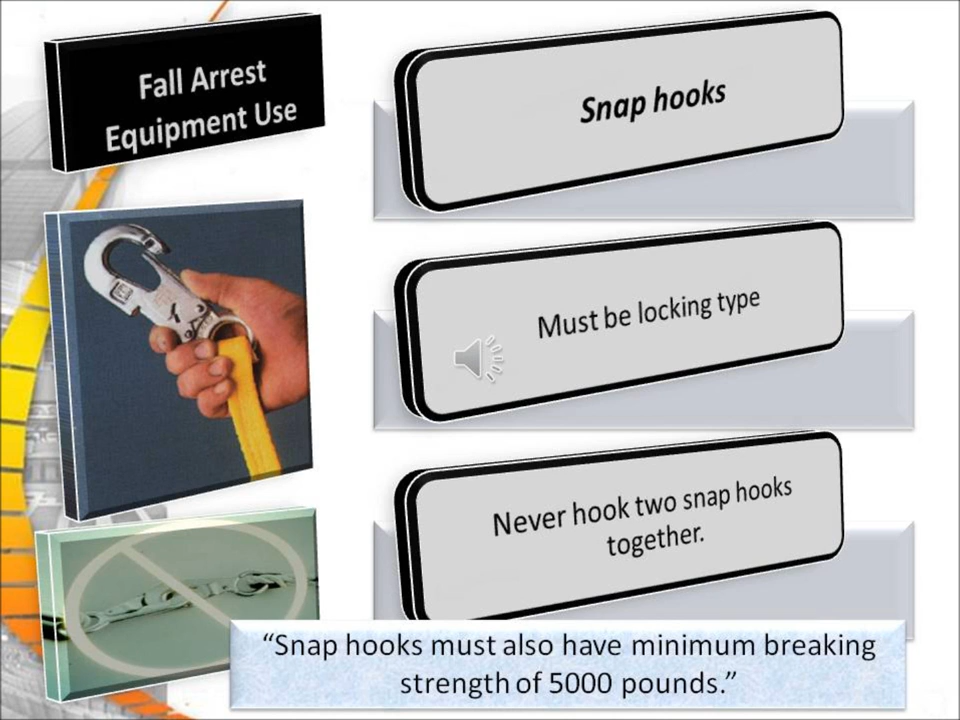 Fall Arrest
Equipment Use
Snap hooks
Must be locking type
Never hook two snap hooks
together.
“Snap hooks must also have minimum breaking
strength of 5000 pounds.”